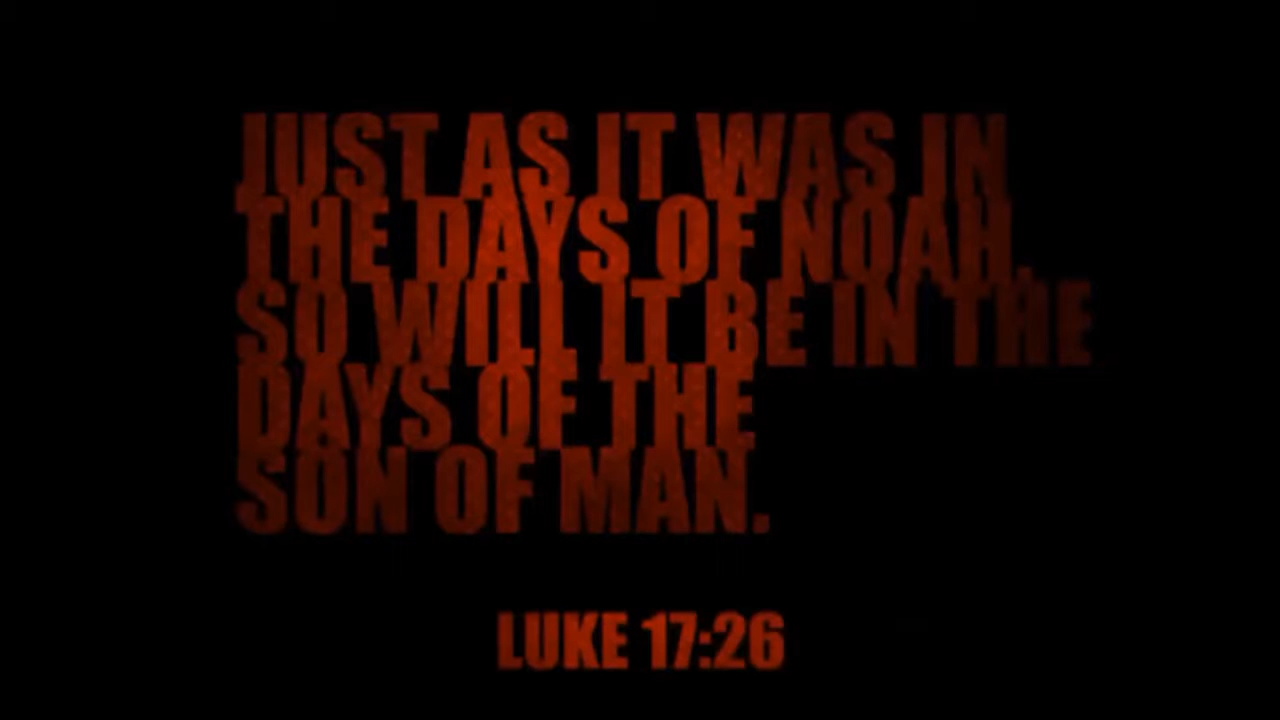 JUST AS IT WAS IN
THE DAYS OF NOAH,
SO WILL IT BE IN THE
DAYS OF THE
SON OF MAN.
LUKE 17:26